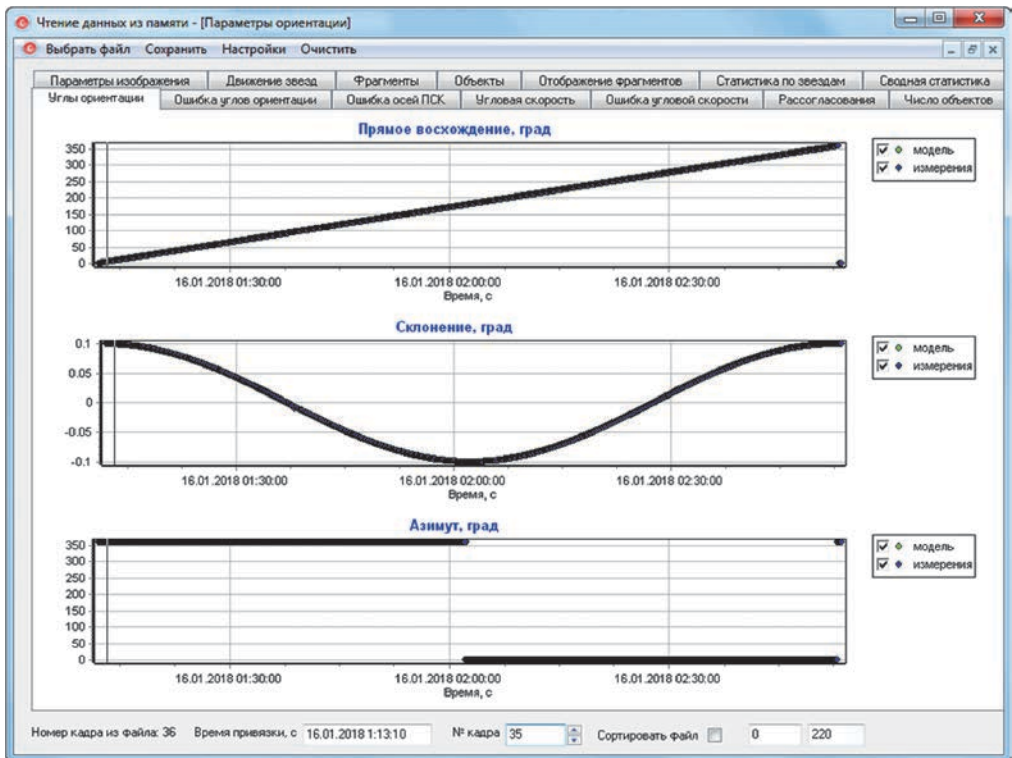 Чтение данных из памяти - [Параметры ориентации]
Выбрать файл Сохранить Настройки Очистить
Параметры изображения Движение звезд Фрагменты Объекты Отображение фрагментов Статистика по звездам Сводная статистика
Углы ориентации Ошибка углов ориентации Ошибка осей ПСК Угловая скорость Ошибка угловой скорости Рассогласования Число объектов
Прямое восхождение, град
350
300
250
200
150
100
50
0
16.01.2018 01:30:00 16.01.2018 02:00:00 16.01.2018 02:30:00
Время, с
модель
измерения
Склонение, град
0.1
0.05
0
-0.05
-0.1
16.01.2018 01:30:00 16.01.2018 02:00:00 16.01.2018 02:30:00
Время, с
модель
измерения
Азимут, град
350
300
250
200
150
100
50
0
16.01.2018 01:30:00 16.01.2018 02:00:00 16.01.2018 02:30:00
Время, с
модель
измерения
Номер кадра из файла: 36 Время привязки, с 16.01.2018 1:13:10 № кадра 35 Сортировать файл 0 220